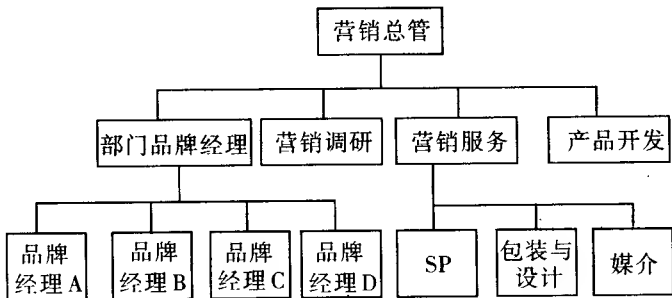 营销总管
部门品牌经理
营销调研
营销服务
产品开发
品牌
经理A
品牌
经理B
品牌
经理C
品牌
经理D
SP
包装与
设计
媒介